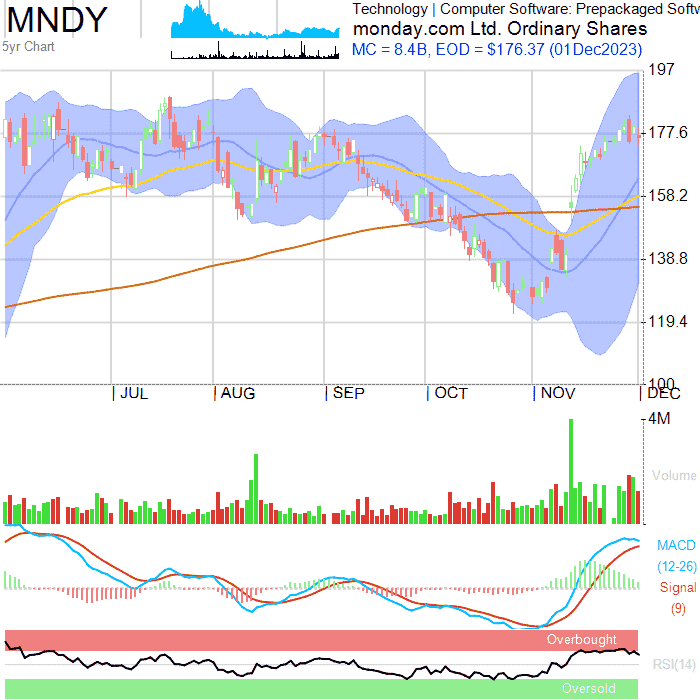 MNDY
5yr Chart
Technology | Computer Software: Prepackaged Softw
monday.com Ltd. Ordinary Shares
MC = 8.4B, EOD = $176.37 (01Dec2023)
197
177.6
158.2
138.8
119.4
100
JUL AUG SEP OCT NOV DEC
4M
Volume
MACD
(12-26)
Signal
(9)
Overbought
RSI(14)
Oversold